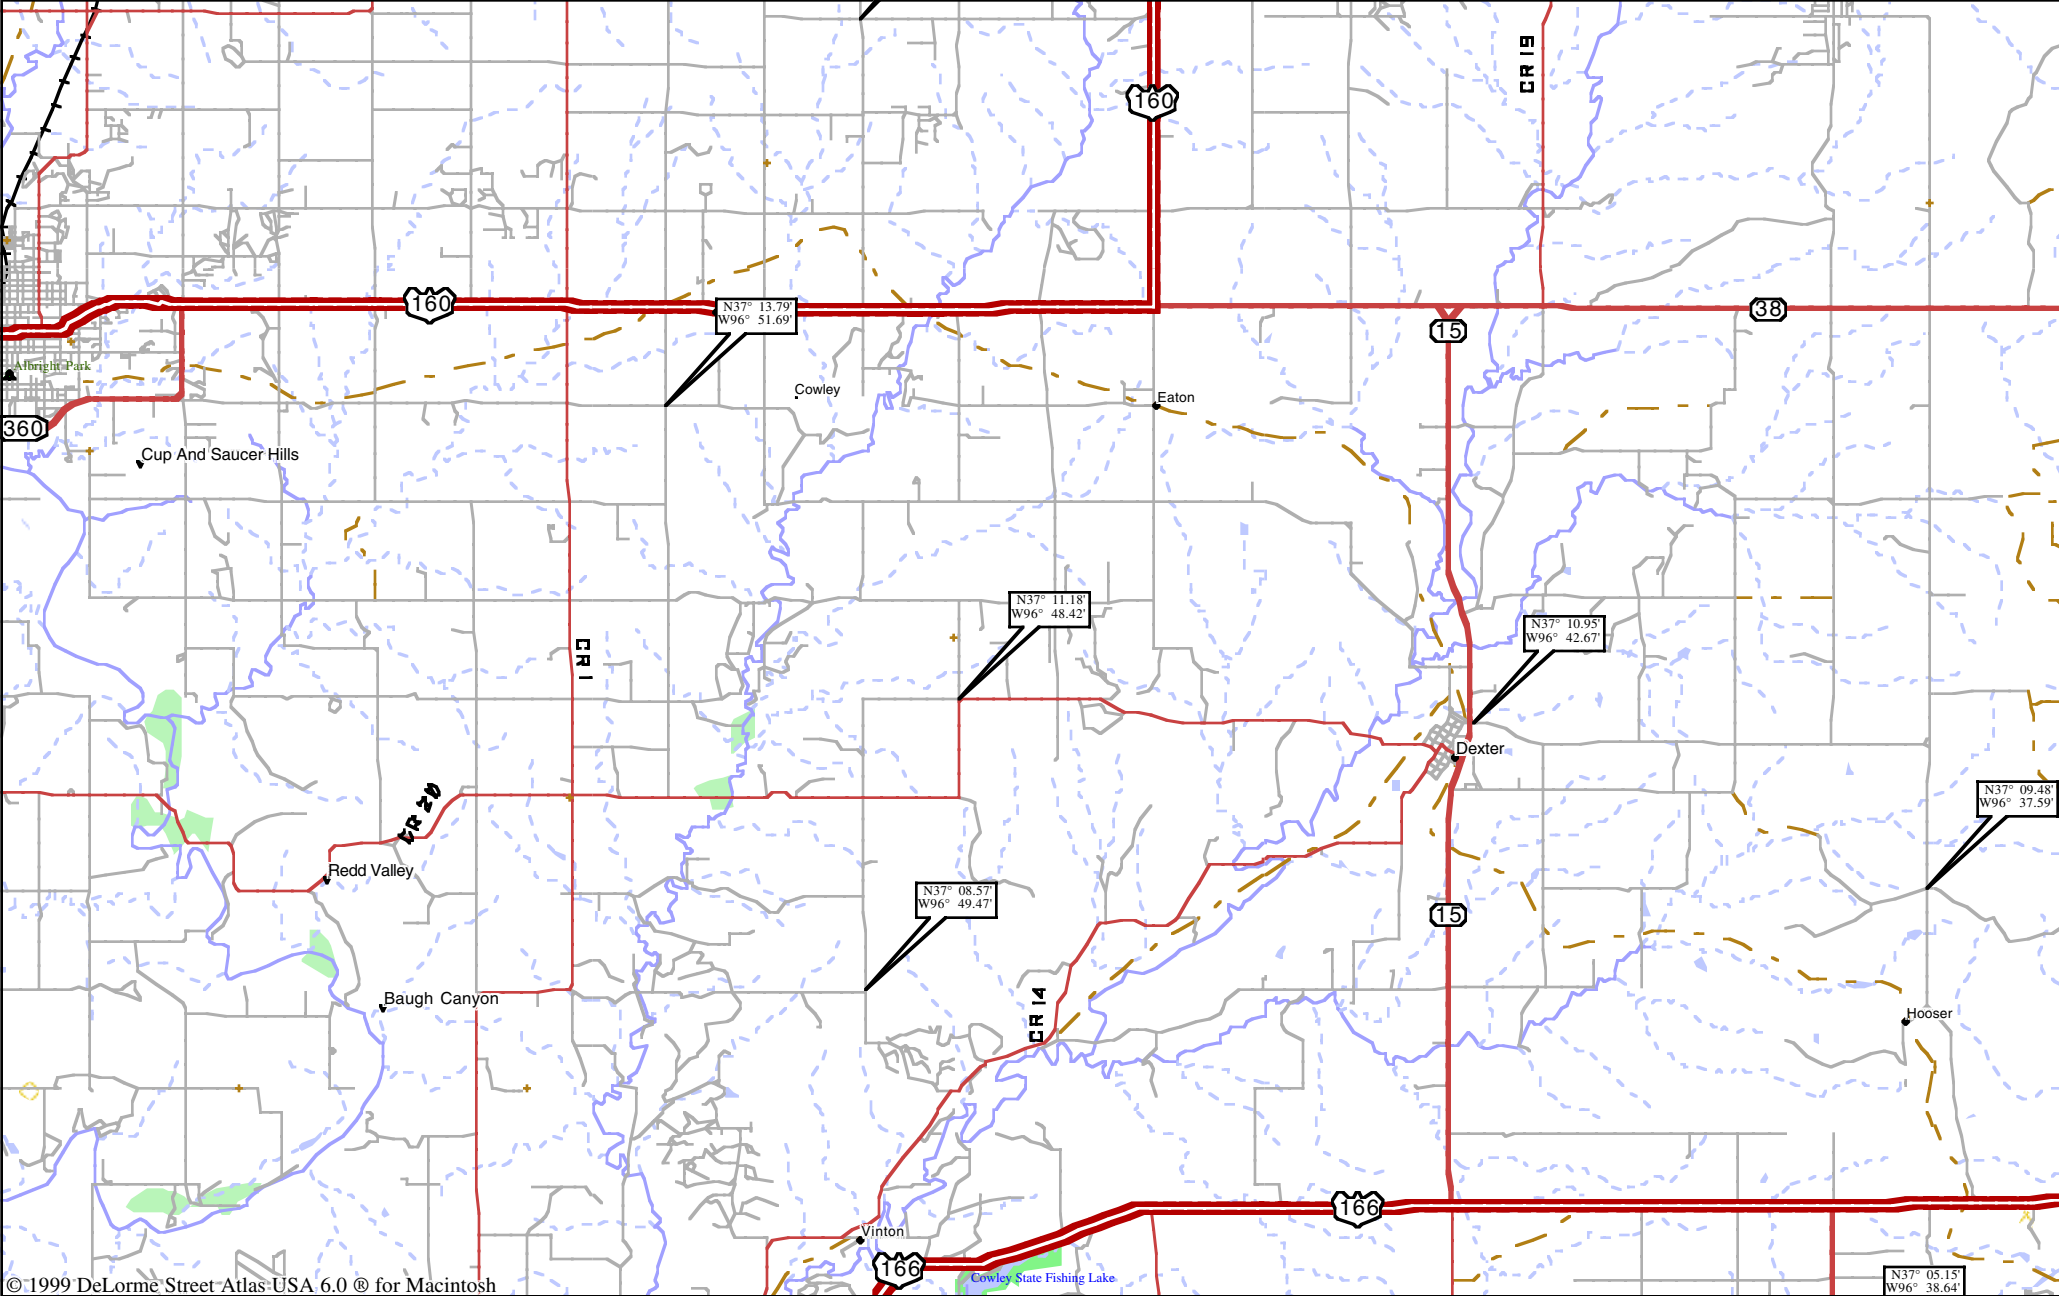 CR 19
160
160
N37° 13.79'
W96° 51.69'
38
15
Albright Park
Cowley
Eaton
360
Cup And Saucer Hills
N37° 11.18'
W96° 48.42'
N37° 10.95'
W96° 42.67'
CR 1
Dexter
N37° 09.48'
W96° 37.59'
Redd Valley
N37° 08.57'
W96° 49.47'
15
Baugh Canyon
CR 14
Hooser
166
Vinton
166
Cowley State Fishing Lake
N37° 05.15'
W96° 38.64'
© 1999 DeLorme Street Atlas USA 6.0 ® for Macintosh